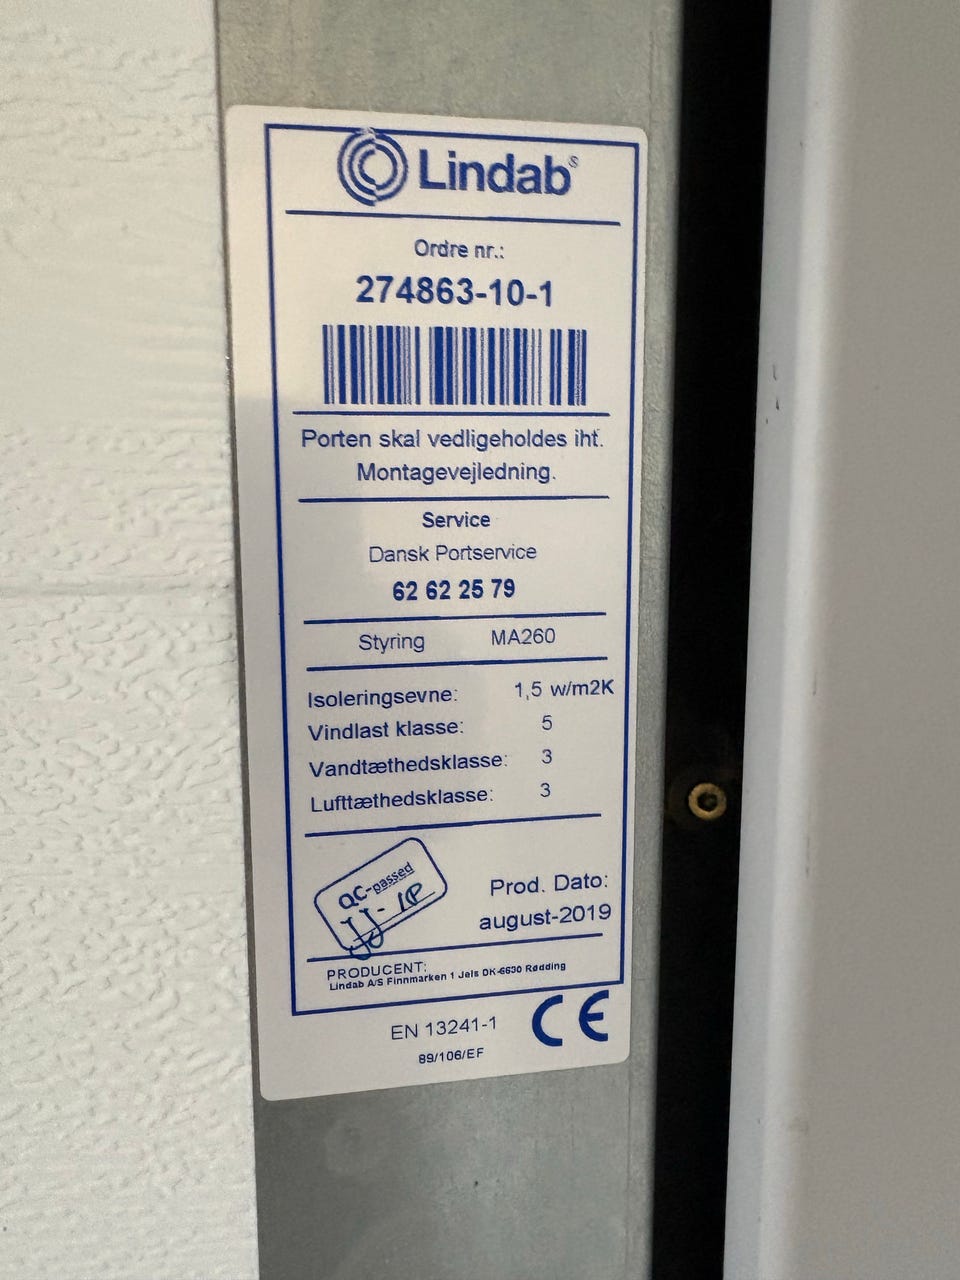 Lindab
Ordre nr.:
274863-10-1
Porten skal vedligeholdes iht.
Montagevejledning.
Service
Dansk Portservice
62 62 25 79
Styring MA260
Isoleringsevne: 1,5 w/m2K
Vindlast klasse: 5
Vandtæthedsklasse: 3
Lufttæthedsklasse: 3
QC-passed
Prod. Dato:
august-2019
PRODUCENT:
Lindab A/S Finnmarken 1 Jels DK-6630 Rødding
EN 13241-1
89/106/EF
CE